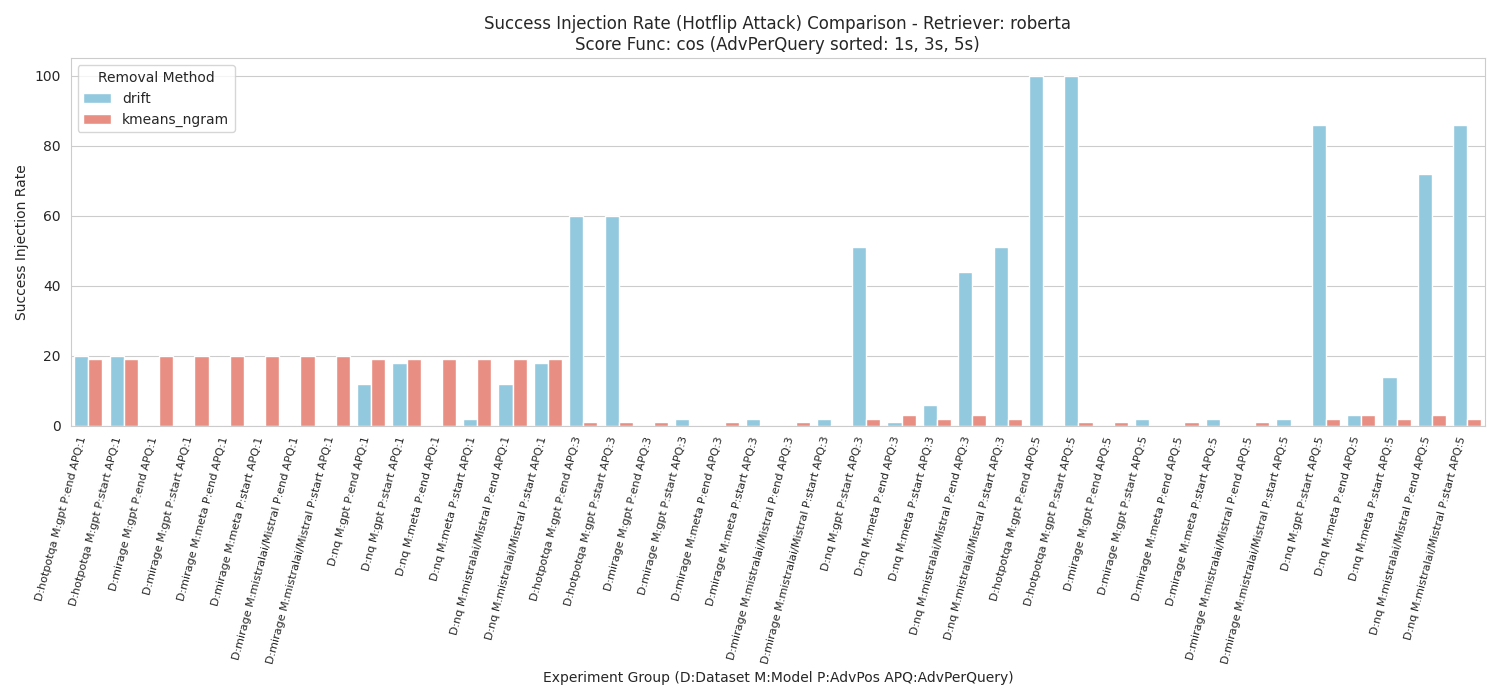 Success Injection Rate (Hotflip Attack) Comparison - Retriever: roberta
Score Func: cos (AdvPerQuery sorted: 1s, 3s, 5s)
Removal Method
drift
kmeans_ngram
Success Injection Rate
100
80
60
40
20
0
D:hotpotqa M:gpt P:end APQ:1
D:hotpotqa M:gpt P:start APQ:1
D:mirage M:gpt P:end APQ:1
D:mirage M:gpt P:start APQ:1
D:mirage M:meta P:end APQ:1
D:mirage M:meta P:start APQ:1
D:mirage M:mistralai/Mistral P:end APQ:1
D:mirage M:mistralai/Mistral P:start APQ:1
D:nq M:gpt P:end APQ:1
D:nq M:gpt P:start APQ:1
D:nq M:meta P:end APQ:1
D:nq M:meta P:start APQ:1
D:nq M:mistralai/Mistral P:end APQ:1
D:nq M:mistralai/Mistral P:start APQ:1
D:hotpotqa M:gpt P:end APQ:3
D:hotpotqa M:gpt P:start APQ:3
D:mirage M:gpt P:end APQ:3
D:mirage M:gpt P:start APQ:3
D:mirage M:meta P:end APQ:3
D:mirage M:meta P:start APQ:3
D:mirage M:mistralai/Mistral P:end APQ:3
D:mirage M:mistralai/Mistral P:start APQ:3
D:nq M:gpt P:start APQ:3
D:nq M:meta P:end APQ:3
D:nq M:meta P:start APQ:3
D:nq M:mistralai/Mistral P:end APQ:3
D:nq M:mistralai/Mistral P:start APQ:3
D:hotpotqa M:gpt P:end APQ:5
D:hotpotqa M:gpt P:start APQ:5
D:mirage M:gpt P:end APQ:5
D:mirage M:gpt P:start APQ:5
D:mirage M:meta P:end APQ:5
D:mirage M:meta P:start APQ:5
D:mirage M:mistralai/Mistral P:end APQ:5
D:mirage M:mistralai/Mistral P:start APQ:5
D:nq M:gpt P:start APQ:5
D:nq M:meta P:end APQ:5
D:nq M:meta P:start APQ:5
D:nq M:mistralai/Mistral P:end APQ:5
D:nq M:mistralai/Mistral P:start APQ:5
Experiment Group (D:Dataset M:Model P:AdvPos APQ:AdvPerQuery)